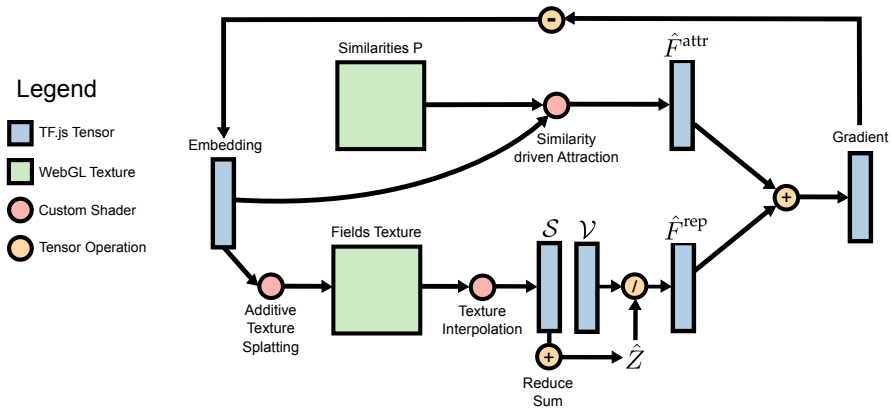 Legend
TF.js Tensor
WebGL Texture
Custom Shader
Tensor Operation
-
Similarities P
F̂^attr
Embedding
Similarity
driven Attraction
Gradient
+
Fields Texture
S
V
F̂^rep
/
Additive
Texture
Splatting
Texture
Interpolation
+
Ẑ
Reduce
Sum